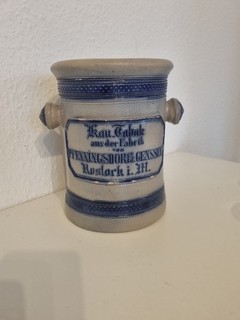 Kau Tabak
aus der Fabrik
von
Rostock i. M.